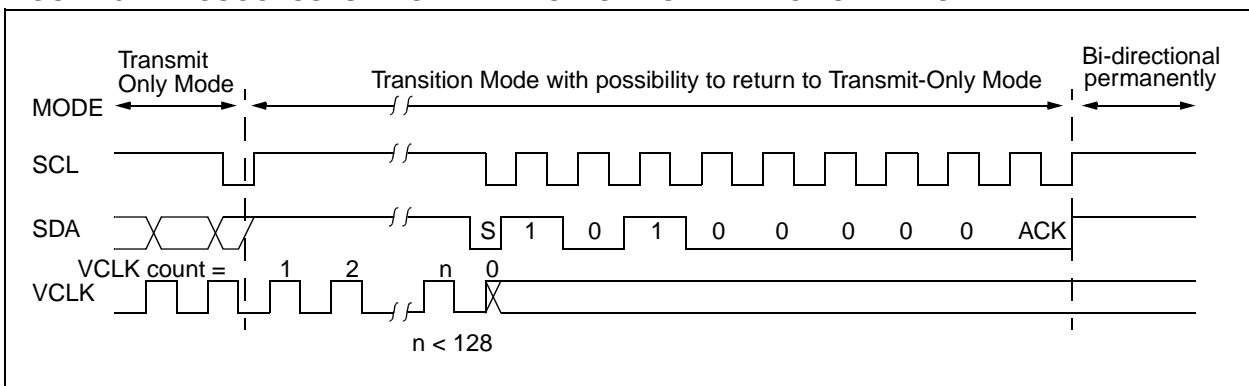 Transmit
Only Mode
Transition Mode with possibility to return to Transmit-Only Mode
Bi-directional
permanently
MODE
SCL
SDA
S 1 0 1 0 0 0 0 0 ACK
VCLK count = 1 2 n 0
VCLK
n < 128